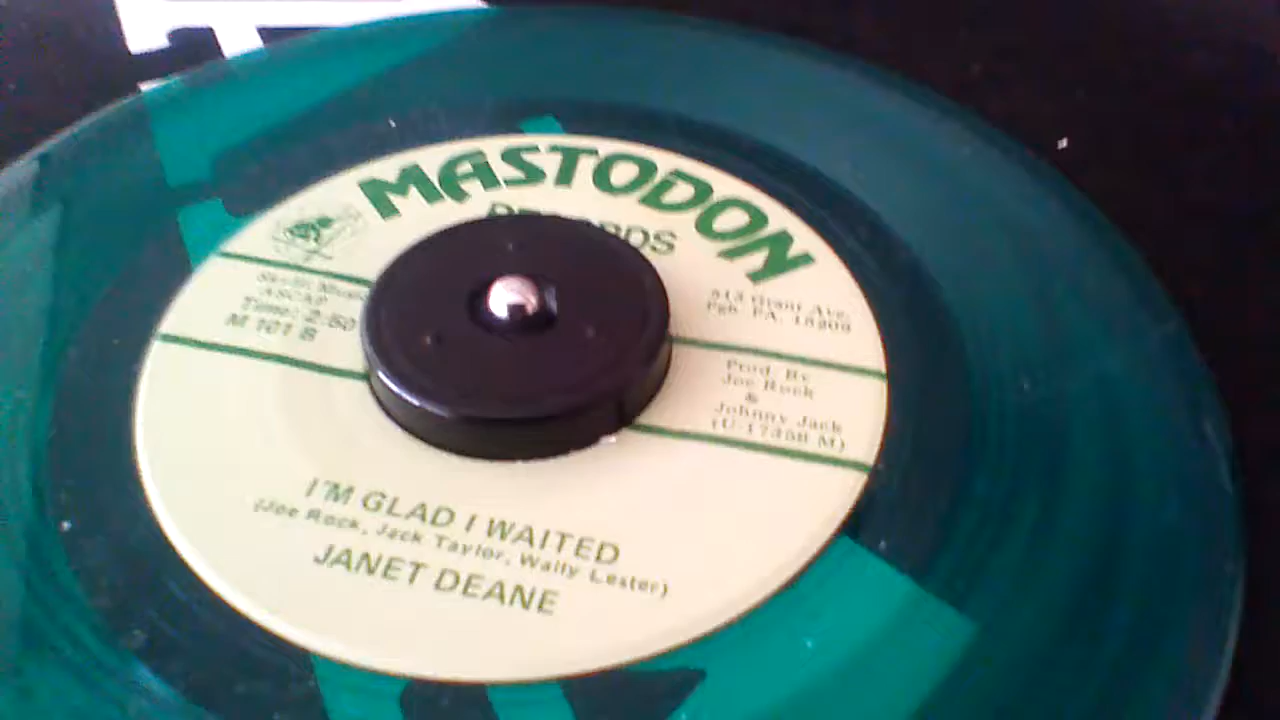 MASTODON
RECORDS
ASCAP
Time: 2:50
M 101 B
513 Grant Ave.
Pgh. PA.
Prod. By
Joe Rock
&
Johnny Jack
I'M GLAD I WAITED
(Joe Rock, Jack Taylor, Wally Lester)
JANET DEANE